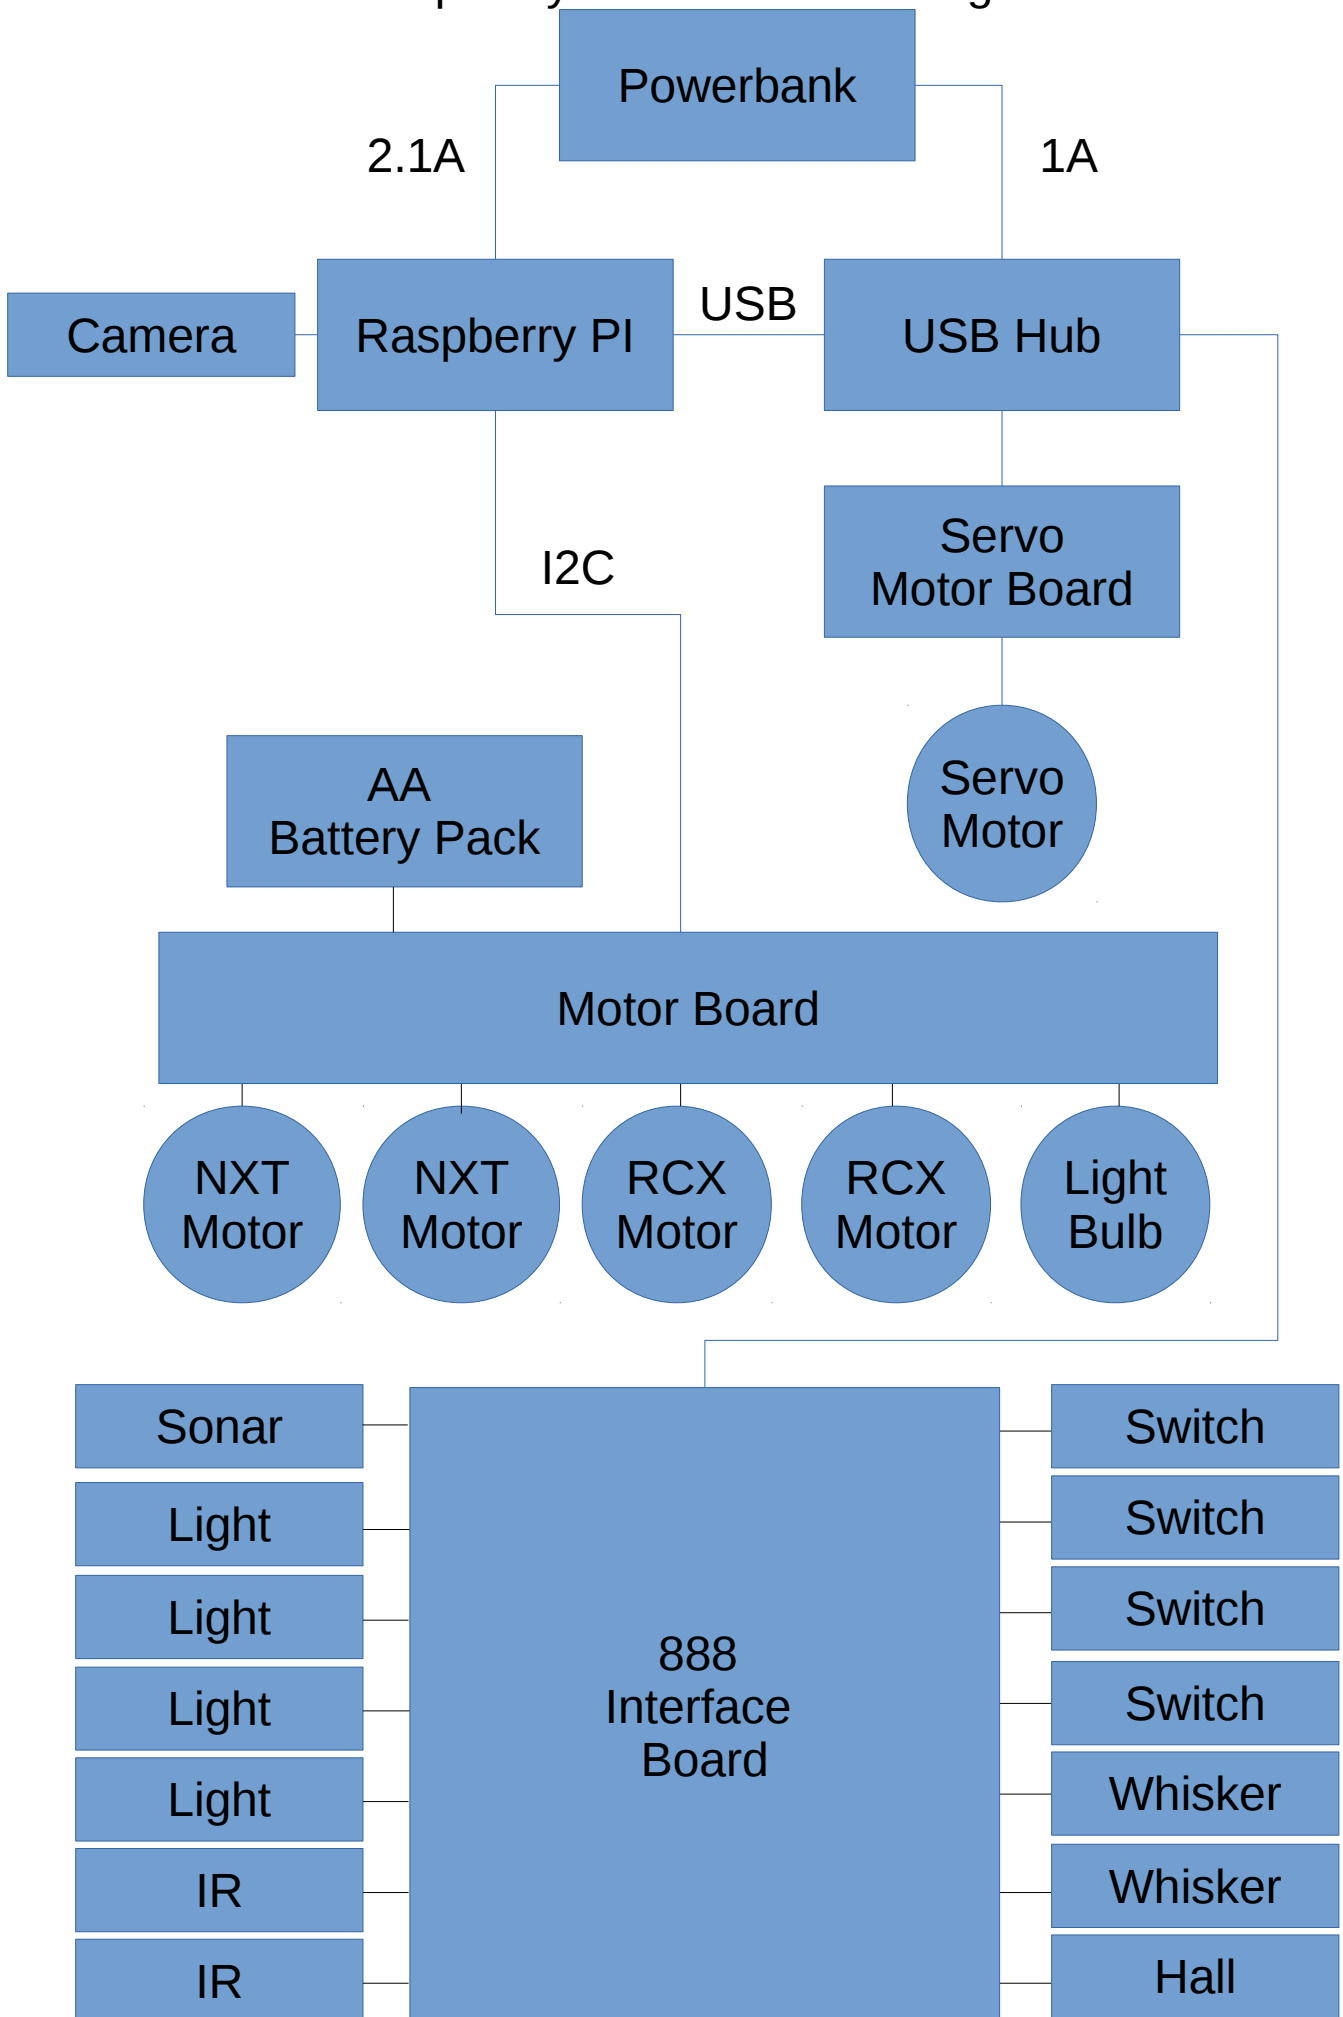 Powerbank
2.1A
1A
Camera
Raspberry PI
USB
USB Hub
Servo
Motor Board
I2C
Servo
Motor
AA
Battery Pack
Motor Board
NXT
Motor
NXT
Motor
RCX
Motor
RCX
Motor
Light
Bulb
Sonar
Light
Light
Light
Light
IR
IR
888
Interface
Board
Switch
Switch
Switch
Switch
Whisker
Whisker
Hall